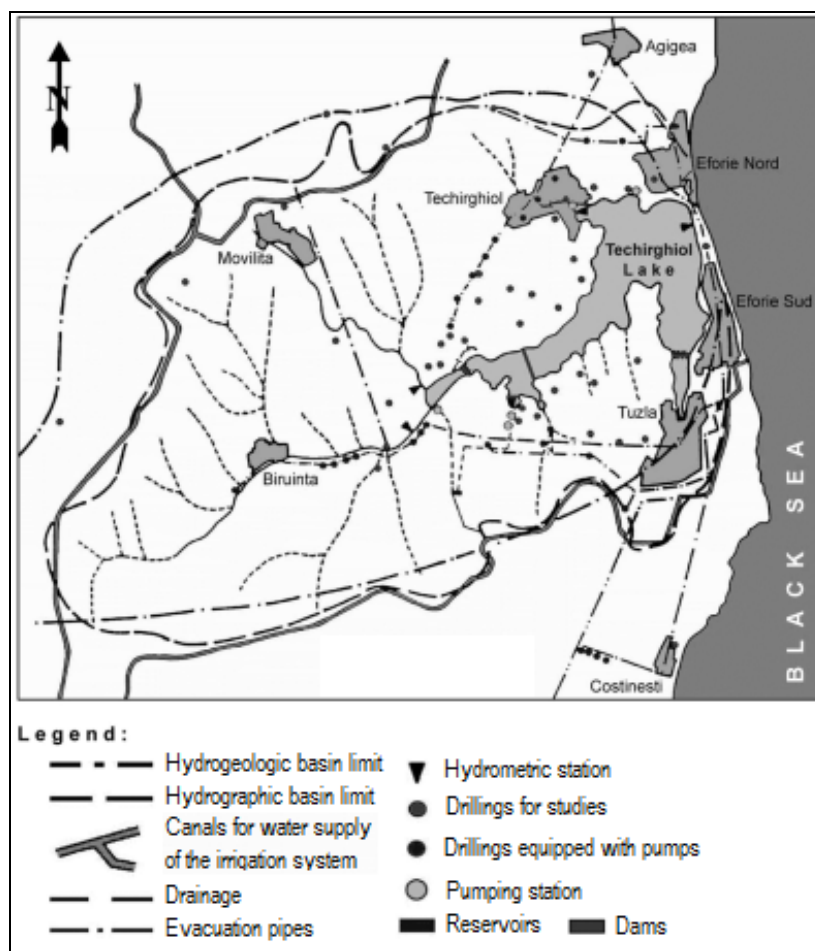 Agigea
N
Eforie Nord
Techirghiol
Techirghiol
Lake
Movilita
Eforie Sud
Tuzla
Biruinta
BLACK SEA
Costinesti
Legend:
Hydrogeologic basin limit
Hydrographic basin limit
Canals for water supply
of the irrigation system
Drainage
Evacuation pipes
Hydrometric station
Drillings for studies
Drillings equipped with pumps
Pumping station
Reservoirs
Dams